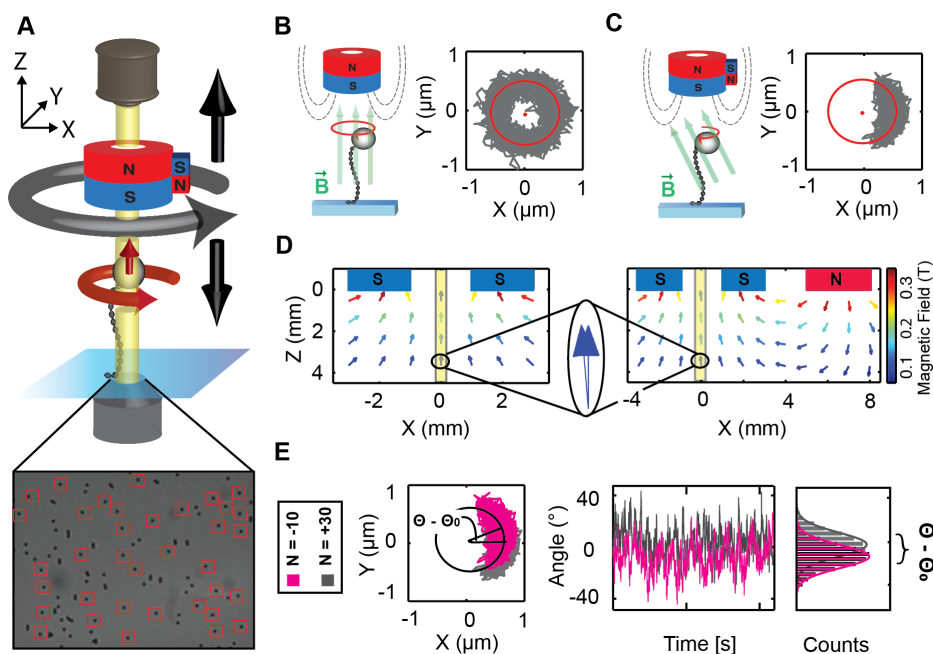 A
Z
Y
X
N
S
S
N
B
N
S
B
Y (µm)
1
0
-1
-1
0
1
X (µm)
C
N
S
S
N
B
Y (µm)
1
0
-1
-1
0
1
X (µm)
D
Z (mm)
0
2
4
S
S
-2
0
2
X (mm)
S
S
N
-4
0
2
4
6
8
X (mm)
0.1
0.2
0.3
Magnetic Field (T)
E
N = -10
N = +30
Y (µm)
1
0
-1
Θ - Θ₀
-1
0
1
X (µm)
Angle (°)
40
0
-40
Time [s]
Counts
Θ - Θ₀